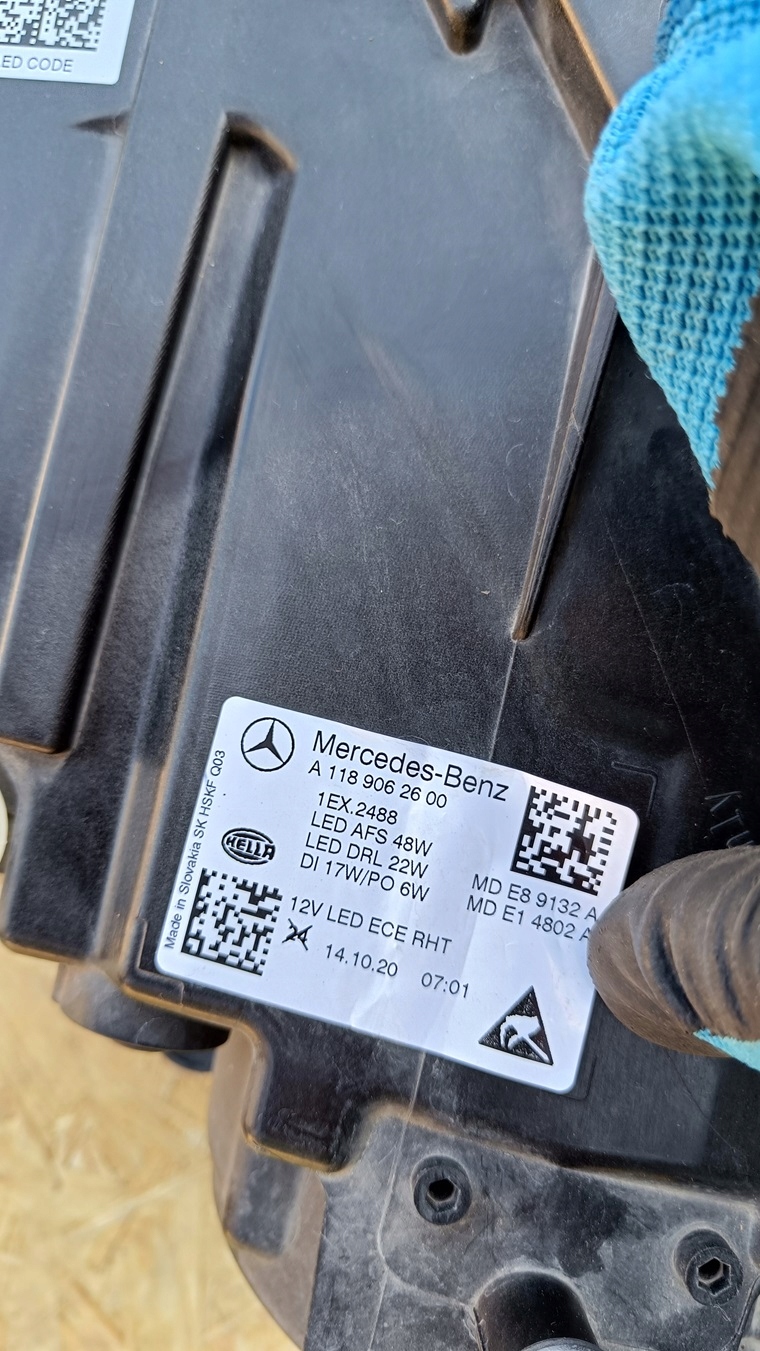 ED CODE
Mercedes-Benz
A 118 906 26 00
1EX.2488
LED AFS 48W
LED DRL 22W
DI 17W/PO 6W
HELLA
Made in Slovakia SK HSKF Q03
MD E8 9132 A
MD E1 4802 A
12V LED ECE RHT
24
14.10.20 07:01